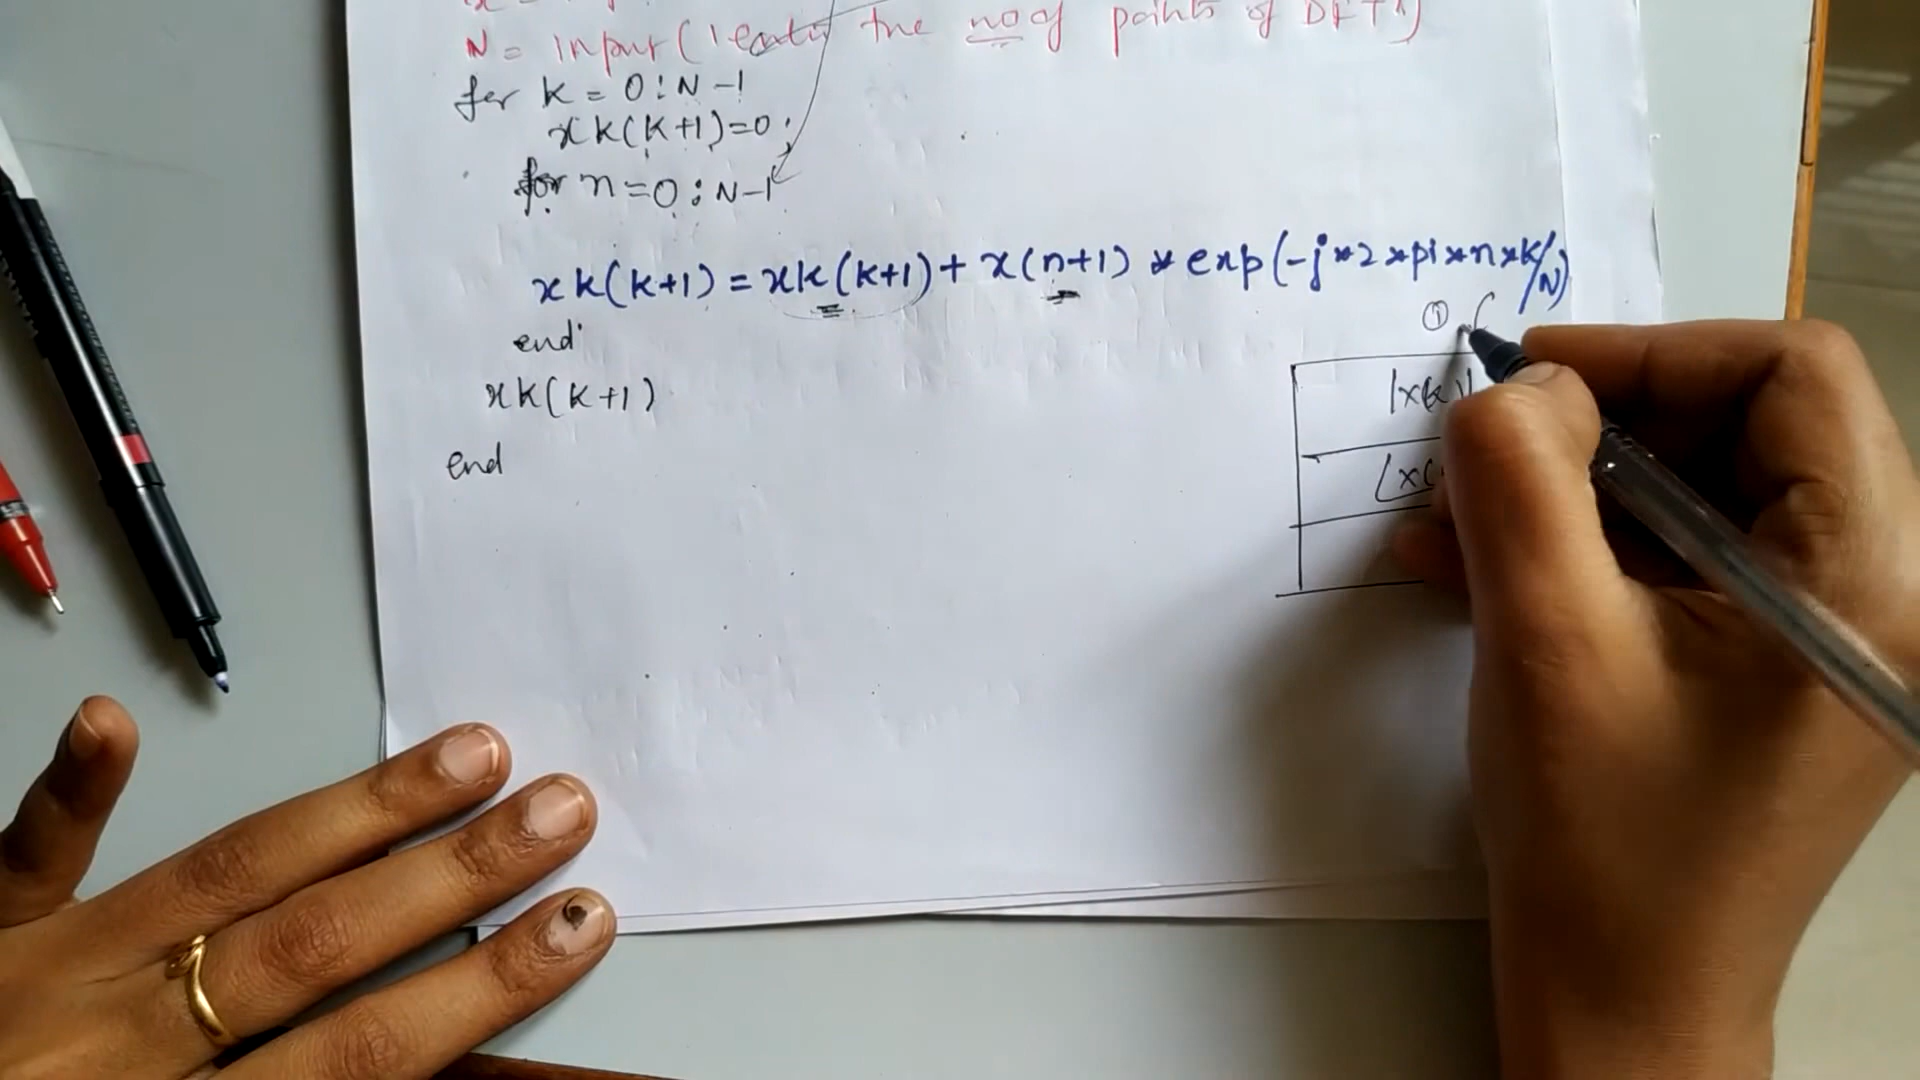 N = input('enter the no of points of DFT')
for k = 0:N-1
xk(k+1)=0;
for n=0:N-1
xk(k+1) = xk(k+1) + x(n+1) * exp(-j*2*pi*n*k/N)
end
xk(k+1)
end
①
|x(k)|
∠x(